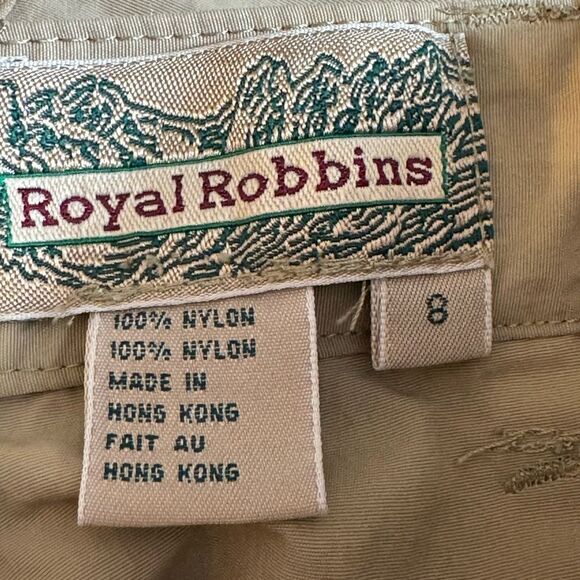 Royal Robbins
8
100% NYLON
100% NYLON
MADE IN
HONG KONG
FAIT AU
HONG KONG